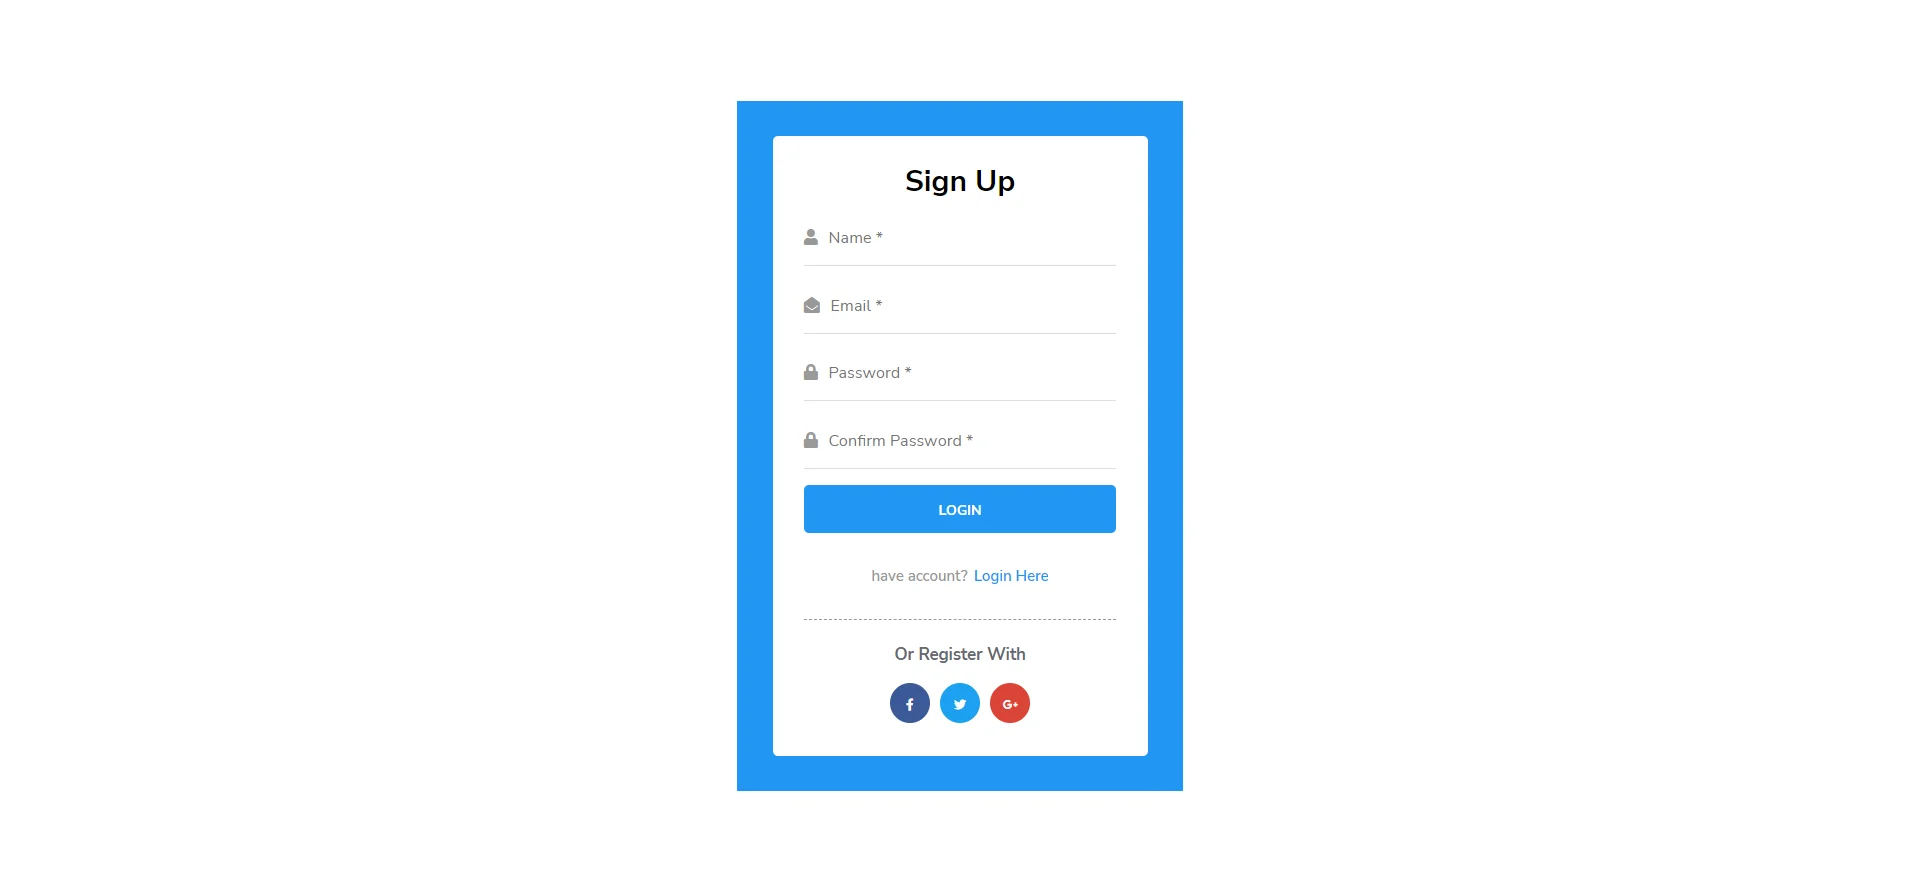 Sign Up
Name *
Email *
Password *
Confirm Password *
LOGIN
have account? Login Here
Or Register With
f
G+